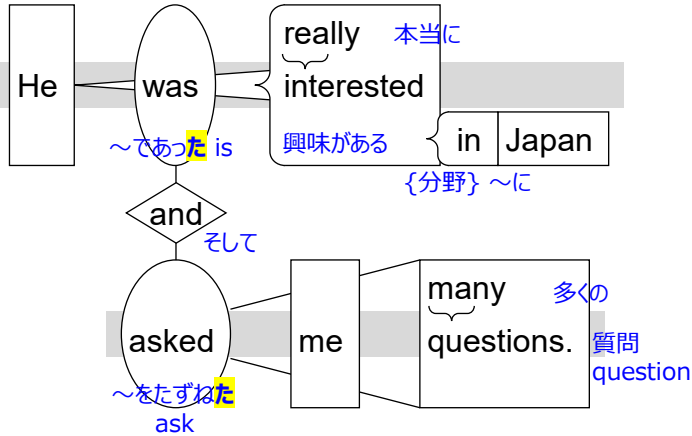 really 本当に
He was interested
～であった is 興味がある in Japan
{分野} ～に
and
そして
many 多くの
asked me questions. 質問
question
～をたずねた
ask